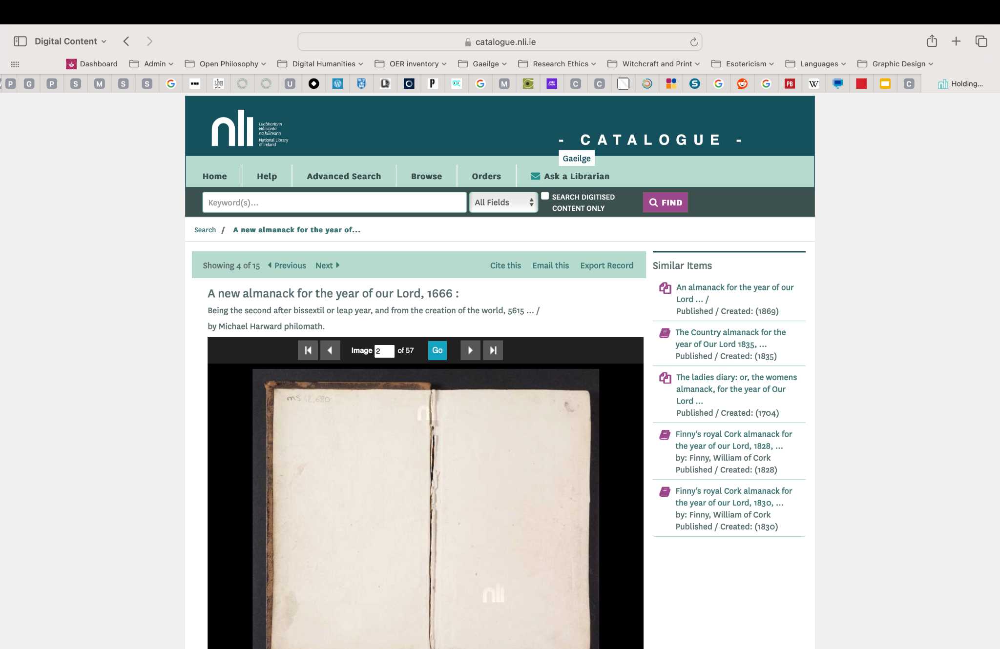 Digital Content
catalogue.nli.ie
Dashboard
Admin
Open Philosophy
Digital Humanities
OER inventory
Gaeilge
Research Ethics
Witchcraft and Print
Esotericism
Languages
Graphic Design
P G P S M S S G U P G M City Days C C S G G PB W C
Holding...
nli
Leabharlann
Náisiúnta
na hÉireann
National Library
of Ireland
- CATALOGUE -
Gaeilge
Home Help Advanced Search Browse Orders Ask a Librarian
Keyword(s)...
All Fields
SEARCH DIGITISED
CONTENT ONLY
FIND
Search / A new almanack for the year of...
Showing 4 of 15 Previous Next Cite this Email this Export Record
A new almanack for the year of our Lord, 1666 :
Being the second after bissextil or leap year, and from the creation of the world, 5615 ... /
by Michael Harward philomath.
Image 2 of 57 Go
ms 42,680
nli
nli
Similar Items
An almanack for the year of our
Lord ... /
Published / Created: (1869)
The Country almanack for the
year of Our Lord 1835, ...
Published / Created: (1835)
The ladies diary: or, the womens
almanack, for the year of Our
Lord ...
Published / Created: (1704)
Finny's royal Cork almanack for
the year of our Lord, 1828, ...
by: Finny, William of Cork
Published / Created: (1828)
Finny's royal Cork almanack for
the year of our Lord, 1830, ...
by: Finny, William of Cork
Published / Created: (1830)